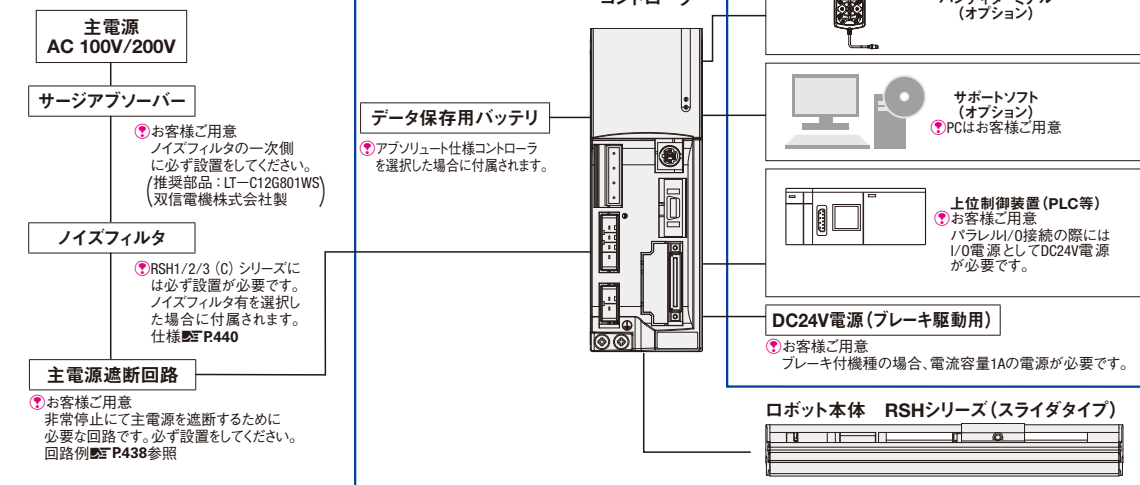 主電源
AC 100V/200V
サージアブソーバー
お客様ご用意
ノイズフィルタの一次側
に必ず設置をしてください。
(推奨部品：LT－C12G801WS)
双信電機株式会社製
ノイズフィルタ
RSH1/2/3 (C) シリーズに
は必ず設置が必要です。
ノイズフィルタ有を選択し
た場合に付属されます。
仕様 P.440
主電源遮断回路
お客様ご用意
非常停止にて主電源を遮断するために
必要な回路です。必ず設置をしてください。
回路例 P.438参照
データ保存用バッテリ
アブソリュート仕様コントローラ
を選択した場合に付属されます。
(オプション)
サポートソフト
(オプション)
PCはお客様ご用意
上位制御装置(PLC等)
お客様ご用意
パラレルI/O接続の際には
I/O電源としてDC24V電源
が必要です。
DC24V電源(ブレーキ駆動用)
お客様ご用意
ブレーキ付機種の場合、電流容量1Aの電源が必要です。
ロボット本体 RSHシリーズ(スライダタイプ)